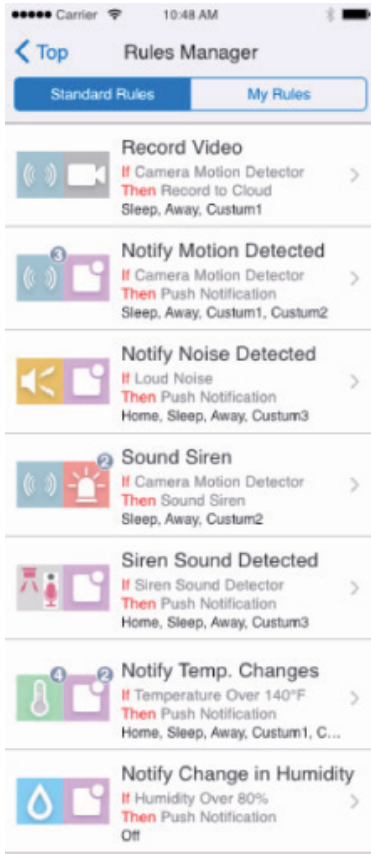 Carrier 10:48 AM
Top Rules Manager
Standard Rules My Rules
Record Video
If Camera Motion Detector
Then Record to Cloud
Sleep, Away, Custum1
3
Notify Motion Detected
If Camera Motion Detector
Then Push Notification
Sleep, Away, Custum1, Custum2
Notify Noise Detected
If Loud Noise
Then Push Notification
Home, Sleep, Away, Custum3
2
Sound Siren
If Camera Motion Detector
Then Sound Siren
Sleep, Away, Custum2
Siren Sound Detected
If Siren Sound Detector
Then Push Notification
Home, Sleep, Away, Custum3
4 2
Notify Temp. Changes
If Temperature Over 140°F
Then Push Notification
Home, Sleep, Away, Custum1, C...
Notify Change in Humidity
If Humidity Over 80%
Then Push Notification
Off